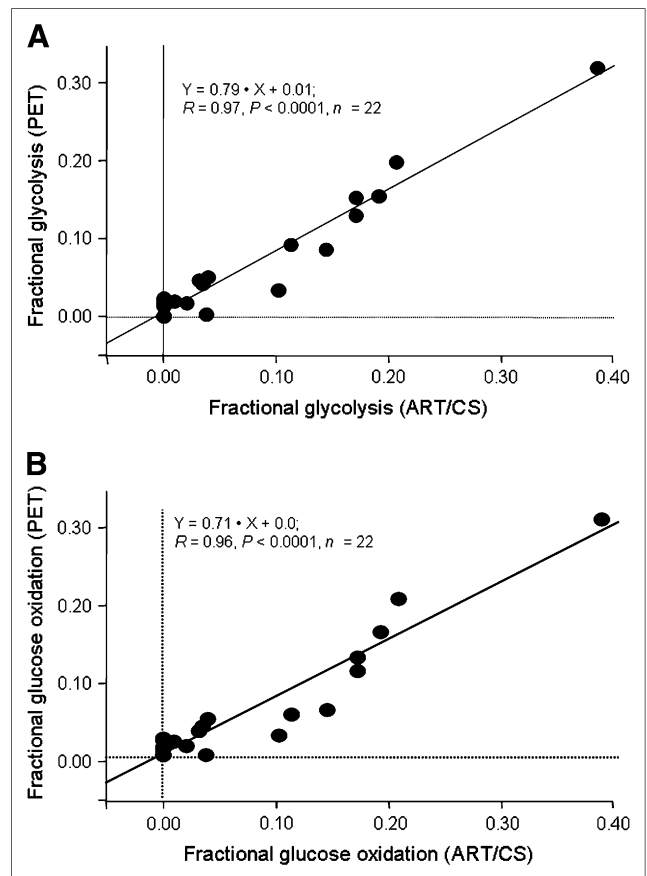 A
Y = 0.79 • X + 0.01;
R = 0.97, P < 0.0001, n = 22
0.30
0.20
0.10
0.00
Fractional glycolysis (PET)
0.00 0.10 0.20 0.30 0.40
Fractional glycolysis (ART/CS)
B
Y = 0.71 • X + 0.0;
R = 0.96, P < 0.0001, n = 22
0.30
0.20
0.10
0.00
Fractional glucose oxidation (PET)
0.00 0.10 0.20 0.30 0.40
Fractional glucose oxidation (ART/CS)